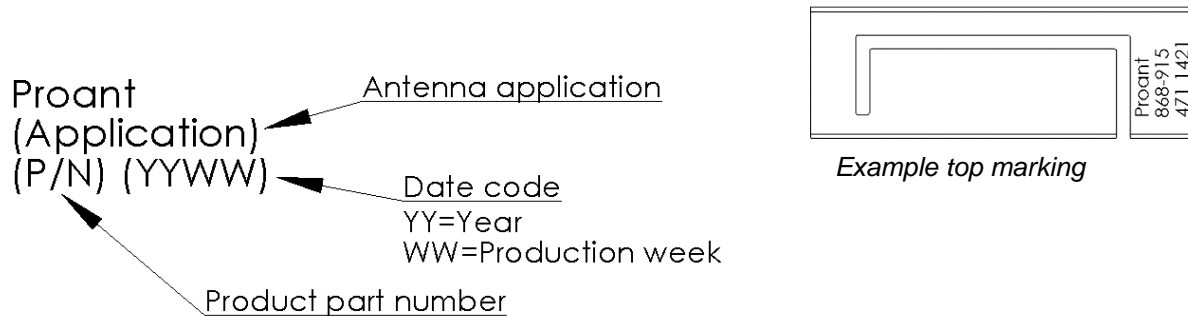 Proant
(Application)
(P/N) (YYWW)
Antenna application
Date code
YY=Year
WW=Production week
Product part number
Proant
868-915
471 1421
Example top marking